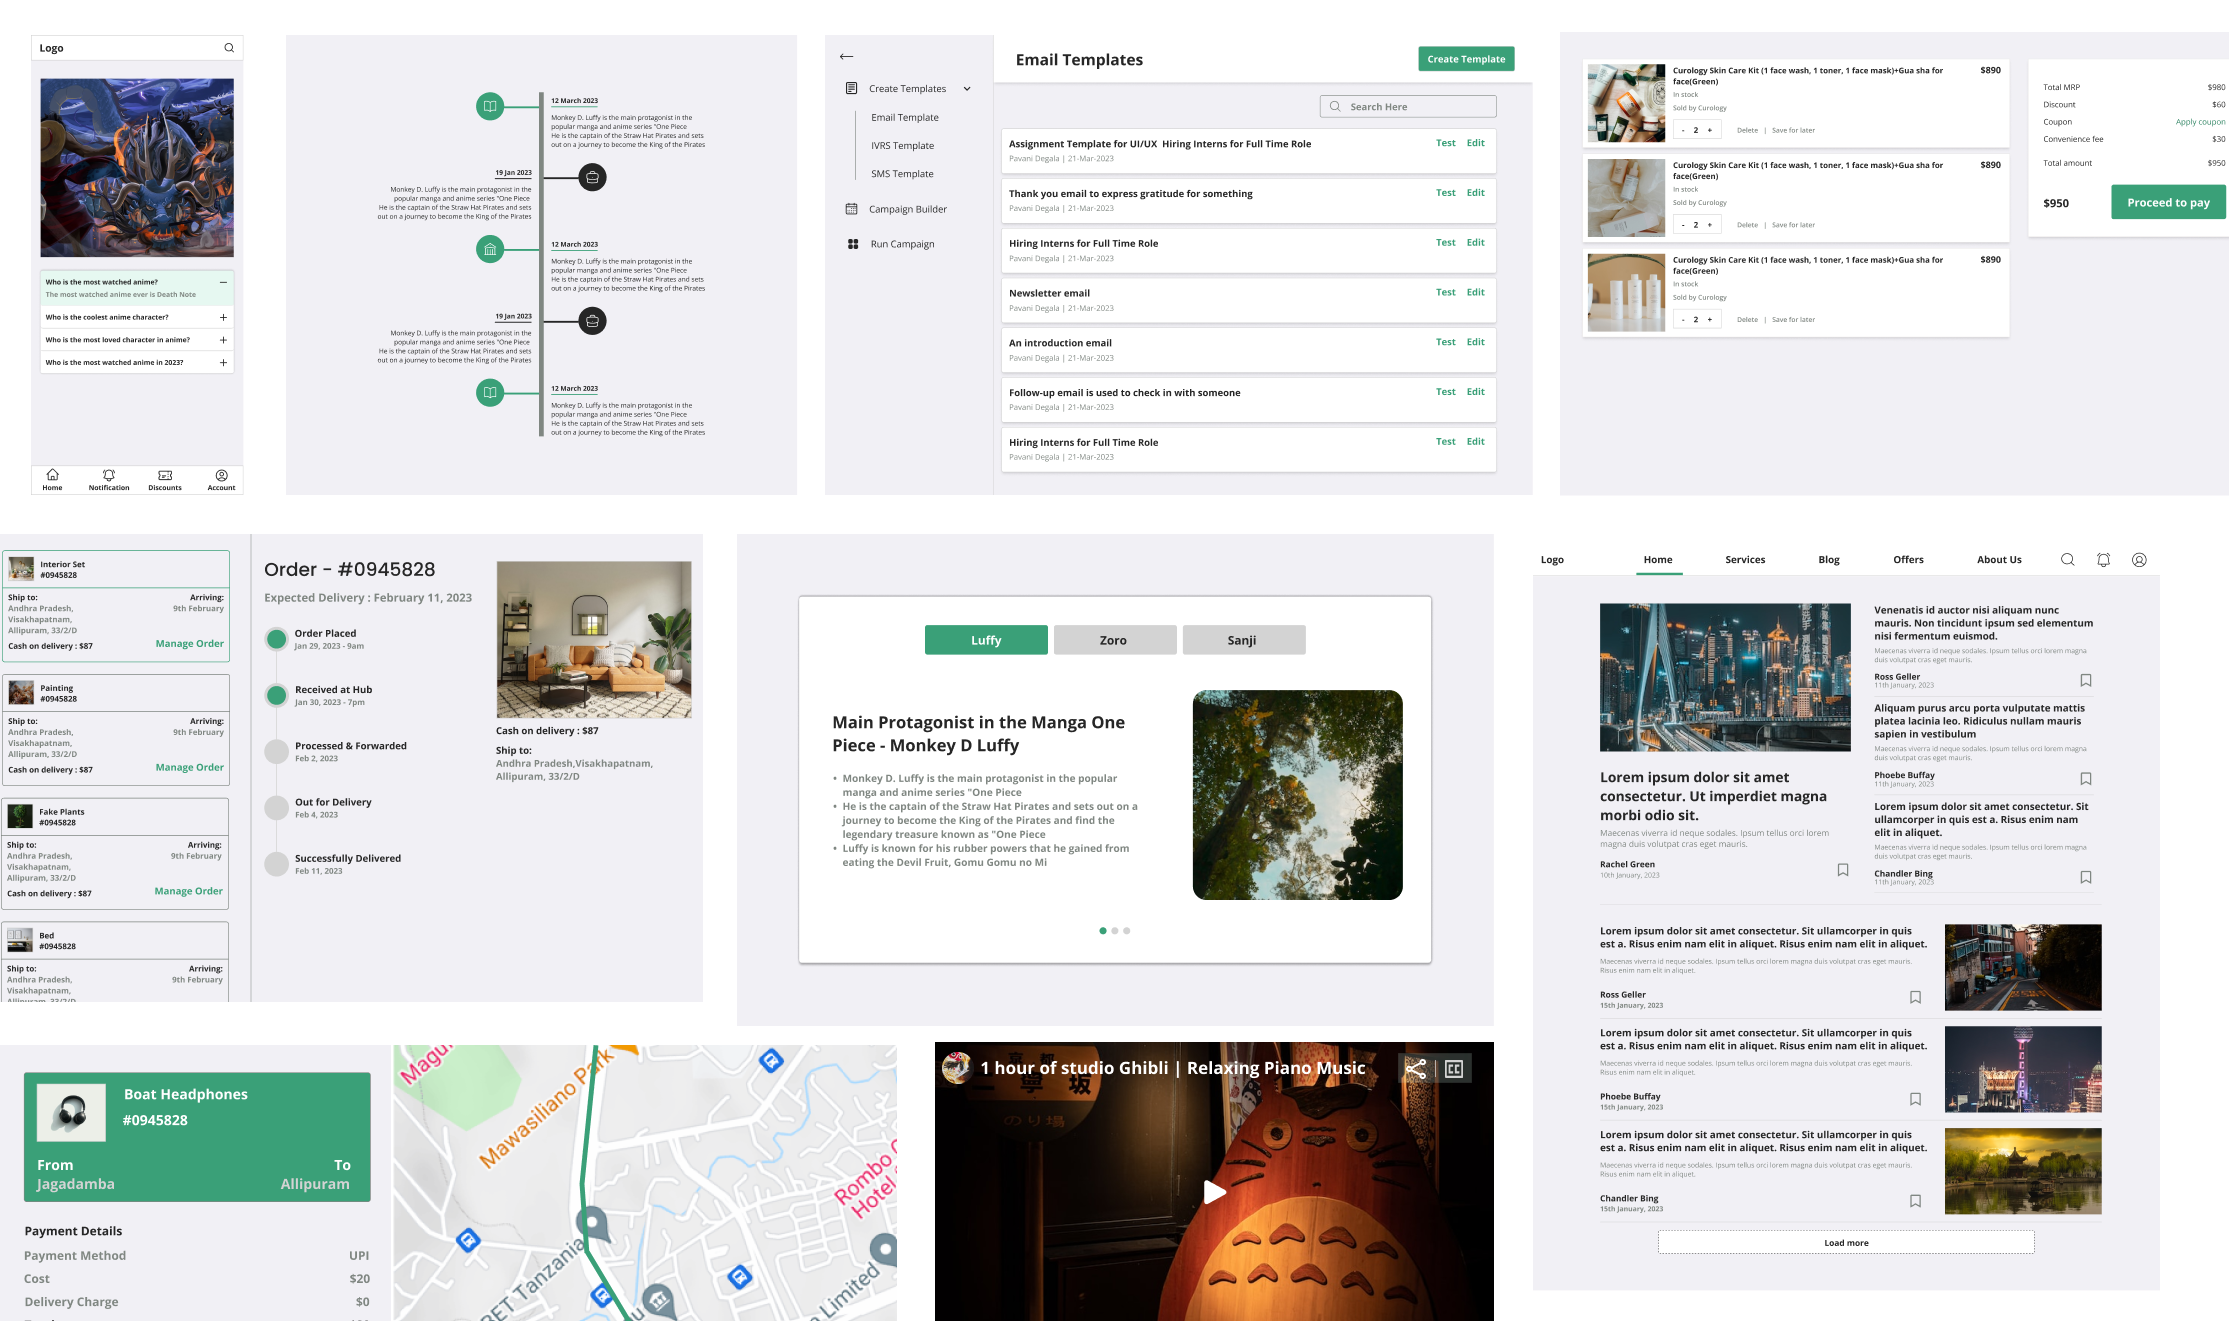 Logo
Who is the most watched anime?
The most watched anime ever is Death Note
Who is the coolest anime character?
Who is the most loved character in anime?
Who is the most watched anime in 2023?
Home
Notification
Discounts
Account
12 March 2023
Monkey D. Luffy is the main protagonist in the
popular manga and anime series "One Piece
He is the captain of the Straw Hat Pirates and sets
out on a journey to become the King of the Pirates
19 Jan 2023
Monkey D. Luffy is the main protagonist in the
popular manga and anime series "One Piece
He is the captain of the Straw Hat Pirates and sets
out on a journey to become the King of the Pirates
12 March 2023
Monkey D. Luffy is the main protagonist in the
popular manga and anime series "One Piece
He is the captain of the Straw Hat Pirates and sets
out on a journey to become the King of the Pirates
19 Jan 2023
Monkey D. Luffy is the main protagonist in the
popular manga and anime series "One Piece
He is the captain of the Straw Hat Pirates and sets
out on a journey to become the King of the Pirates
12 March 2023
Monkey D. Luffy is the main protagonist in the
popular manga and anime series "One Piece
He is the captain of the Straw Hat Pirates and sets
out on a journey to become the King of the Pirates
Create Templates
Email Template
IVRS Template
SMS Template
Campaign Builder
Run Campaign
Email Templates
Create Template
Search Here
Assignment Template for UI/UX Hiring Interns for Full Time Role
Test Edit
Pavani Degala | 21-Mar-2023
Thank you email to express gratitude for something
Test Edit
Pavani Degala | 21-Mar-2023
Hiring Interns for Full Time Role
Test Edit
Pavani Degala | 21-Mar-2023
Newsletter email
Test Edit
Pavani Degala | 21-Mar-2023
An introduction email
Test Edit
Pavani Degala | 21-Mar-2023
Follow-up email is used to check in with someone
Test Edit
Pavani Degala | 21-Mar-2023
Hiring Interns for Full Time Role
Test Edit
Pavani Degala | 21-Mar-2023
Curology Skin Care Kit (1 face wash, 1 toner, 1 face mask)+Gua sha for
face(Green)
$890
In stock
Sold by Curology
- 2 +
Delete | Save for later
Curology Skin Care Kit (1 face wash, 1 toner, 1 face mask)+Gua sha for
face(Green)
$890
In stock
Sold by Curology
- 2 +
Delete | Save for later
Curology Skin Care Kit (1 face wash, 1 toner, 1 face mask)+Gua sha for
face(Green)
$890
In stock
Sold by Curology
- 2 +
Delete | Save for later
Total MRP $980
Discount $60
Coupon Apply coupon
Convenience fee $30
Total amount $950
$950 Proceed to pay
Interior Set
#0945828
Ship to: Arriving:
Andhra Pradesh, 9th February
Visakhapatnam,
Allipuram, 33/2/D
Cash on delivery : $87 Manage Order
Painting
#0945828
Ship to: Arriving:
Andhra Pradesh, 9th February
Visakhapatnam,
Allipuram, 33/2/D
Cash on delivery : $87 Manage Order
Fake Plants
#0945828
Ship to: Arriving:
Andhra Pradesh, 9th February
Visakhapatnam,
Allipuram, 33/2/D
Cash on delivery : $87 Manage Order
Bed
#0945828
Ship to: Arriving:
Andhra Pradesh, 9th February
Visakhapatnam,
Allipuram, 33/2/D
Order - #0945828
Expected Delivery : February 11, 2023
Order Placed
Jan 29, 2023 - 9am
Received at Hub
Jan 30, 2023 - 7pm
Processed & Forwarded
Feb 2, 2023
Out for Delivery
Feb 4, 2023
Successfully Delivered
Feb 11, 2023
Cash on delivery : $87
Ship to:
Andhra Pradesh,Visakhapatnam,
Allipuram, 33/2/D
Luffy
Zoro
Sanji
Main Protagonist in the Manga One
Piece - Monkey D Luffy
• Monkey D. Luffy is the main protagonist in the popular
manga and anime series "One Piece
• He is the captain of the Straw Hat Pirates and sets out on a
journey to become the King of the Pirates and find the
legendary treasure known as "One Piece
• Luffy is known for his rubber powers that he gained from
eating the Devil Fruit, Gomu Gomu no Mi
Logo
Home
Services
Blog
Offers
About Us
Lorem ipsum dolor sit amet
consectetur. Ut imperdiet magna
morbi odio sit.
Maecenas viverra id neque sodales. Ipsum tellus orci lorem
magna duis volutpat cras eget mauris.
Rachel Green
10th January, 2023
Venenatis id auctor nisi aliquam nunc
mauris. Non tincidunt ipsum sed elementum
nisi fermentum euismod.
Maecenas viverra id neque sodales. Ipsum tellus orci lorem magna
duis volutpat cras eget mauris.
Ross Geller
11th January, 2023
Aliquam purus arcu porta vulputate mattis
platea lacinia leo. Ridiculus nullam mauris
sapien in vestibulum
Maecenas viverra id neque sodales. Ipsum tellus orci lorem magna
duis volutpat cras eget mauris.
Phoebe Buffay
11th January, 2023
Lorem ipsum dolor sit amet consectetur. Sit
ullamcorper in quis est a. Risus enim nam
elit in aliquet.
Maecenas viverra id neque sodales. Ipsum tellus orci lorem magna
duis volutpat cras eget mauris.
Chandler Bing
11th January, 2023
Lorem ipsum dolor sit amet consectetur. Sit ullamcorper in quis
est a. Risus enim nam elit in aliquet. Risus enim nam elit in aliquet.
Maecenas viverra id neque sodales. Ipsum tellus orci lorem magna duis volutpat cras eget mauris.
Risus enim nam elit in aliquet.
Ross Geller
15th January, 2023
Lorem ipsum dolor sit amet consectetur. Sit ullamcorper in quis
est a. Risus enim nam elit in aliquet. Risus enim nam elit in aliquet.
Maecenas viverra id neque sodales. Ipsum tellus orci lorem magna duis volutpat cras eget mauris.
Risus enim nam elit in aliquet.
Phoebe Buffay
15th January, 2023
Lorem ipsum dolor sit amet consectetur. Sit ullamcorper in quis
est a. Risus enim nam elit in aliquet. Risus enim nam elit in aliquet.
Maecenas viverra id neque sodales. Ipsum tellus orci lorem magna duis volutpat cras eget mauris.
Risus enim nam elit in aliquet.
Chandler Bing
15th January, 2023
Load more
Boat Headphones
#0945828
From To
Jagadamba Allipuram
Payment Details
Payment Method UPI
Cost $20
Delivery Charge $0
Magu
Mawasiliano Park
Rombo
Hotel
BET Tanzania
Limited
1 hour of studio Ghibli | Relaxing Piano Music
CC
京都
二寧坂
のり場